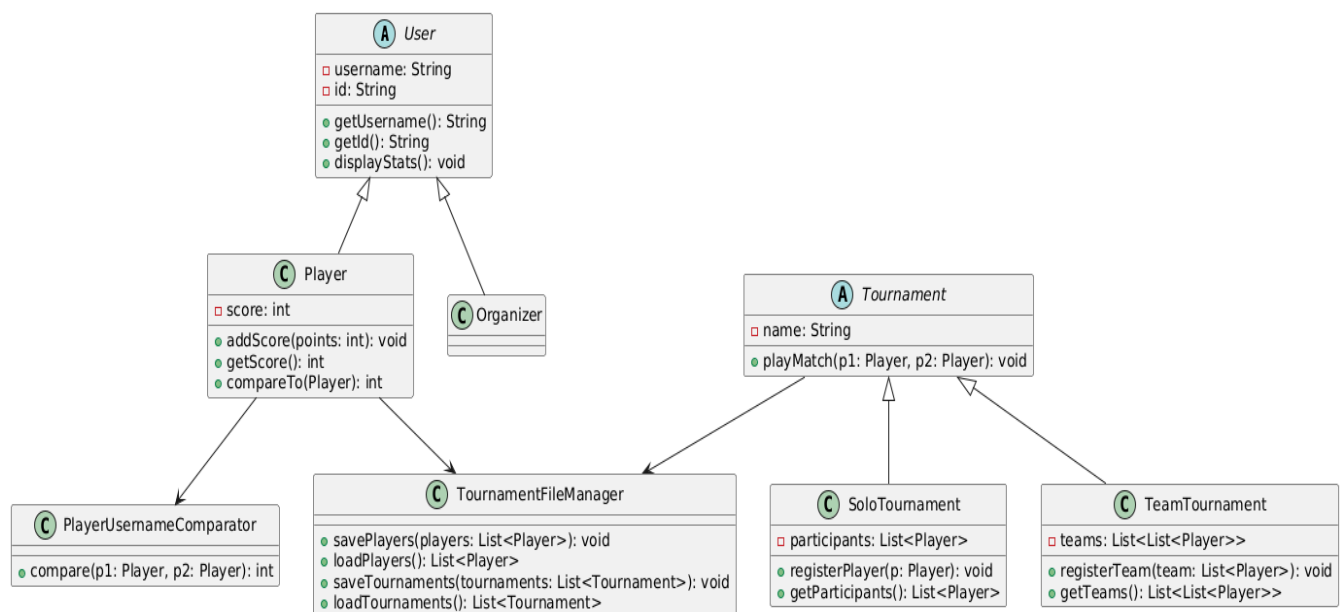 A User
username: String
id: String
getUsername(): String
getId(): String
displayStats(): void
C Player
score: int
addScore(points: int): void
getScore(): int
compareTo(Player): int
C Organizer
A Tournament
name: String
playMatch(p1: Player, p2: Player): void
C PlayerUsernameComparator
compare(p1: Player, p2: Player): int
C TournamentFileManager
savePlayers(players: List<Player>): void
loadPlayers(): List<Player>
saveTournaments(tournaments: List<Tournament>): void
loadTournaments(): List<Tournament>
C SoloTournament
participants: List<Player>
registerPlayer(p: Player): void
getParticipants(): List<Player>
C TeamTournament
teams: List<List<Player>>
registerTeam(team: List<Player>): void
getTeams(): List<List<Player>>